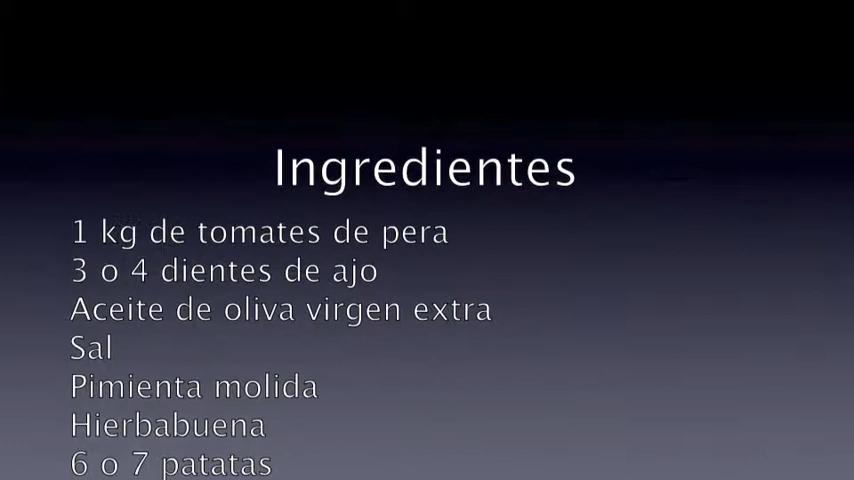 Ingredientes
1 kg de tomates de pera
3 o 4 dientes de ajo
Aceite de oliva virgen extra
Sal
Pimienta molida
Hierbabuena
6 o 7 patatas